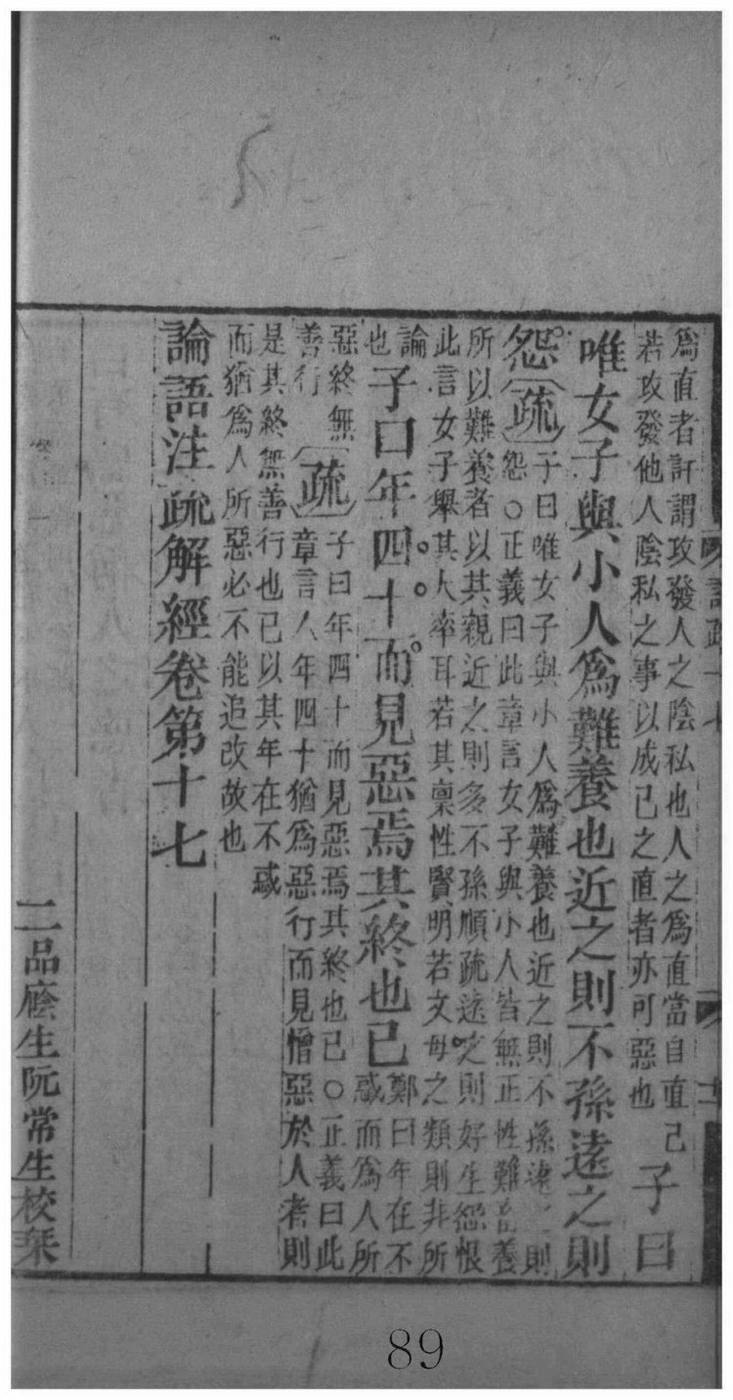 爲直者訐謂攻發人之陰私也人之爲直當自直己
若攻發他人陰私之事以成己之直者亦可惡也
子曰
唯女子與小人爲難養也近之則不孫遠之則
怨
疏
子曰唯女子與小人爲難養也近之則不孫遠之則
怨○正義曰此章言女子與小人皆無正性難畜養
所以難養者以其親近之則多不孫順疏遠之則好生怨恨
此言女子舉其大率耳若其稟性賢明若文母之類則非所
論
也
子曰年四十而見惡焉其終也已
鄭曰年在不
惑而爲人所
惡終無
善行
疏
子曰年四十而見惡焉其終也已○正義曰此
章言人年四十猶爲惡行而見憎惡於人者則
是其終無善行也已以其年在不惑
而猶爲人所惡必不能追改故也
論語注疏解經卷第十七
二品廕生阮常生校栞
89